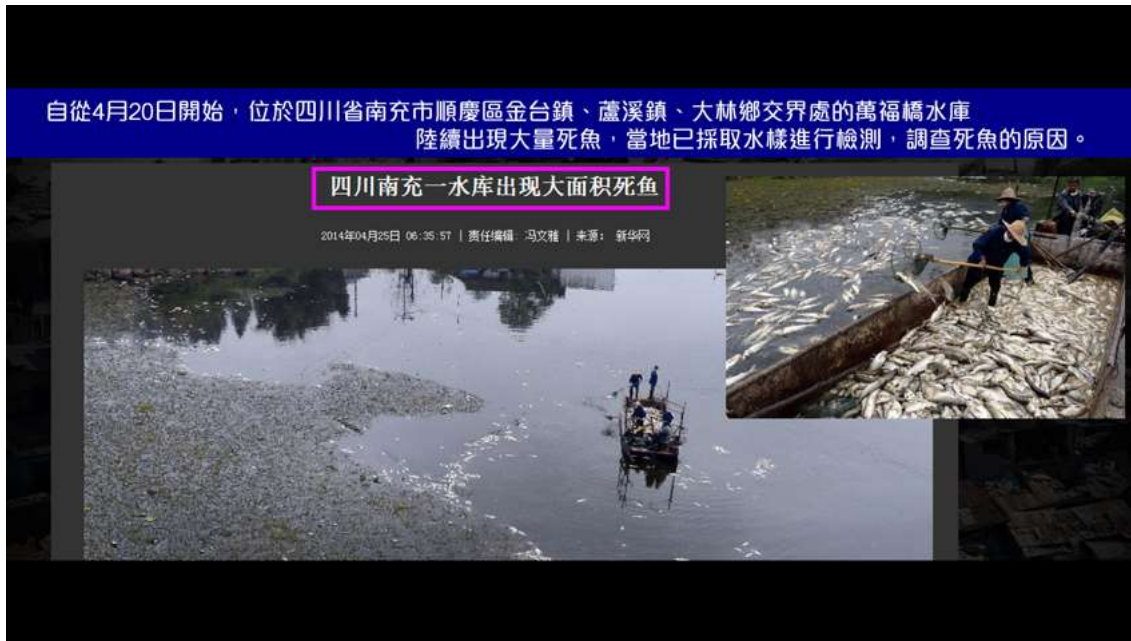 自從4月20日開始，位於四川省南充市順慶區金台鎮、蘆溪鎮、大林鄉交界處的萬福橋水庫
陸續出現大量死魚，當地已採取水樣進行檢測，調查死魚的原因。
四川南充一水库出现大面积死鱼
2014年04月25日 06:35:57 | 责任编辑: 冯文雅 | 来源: 新华网